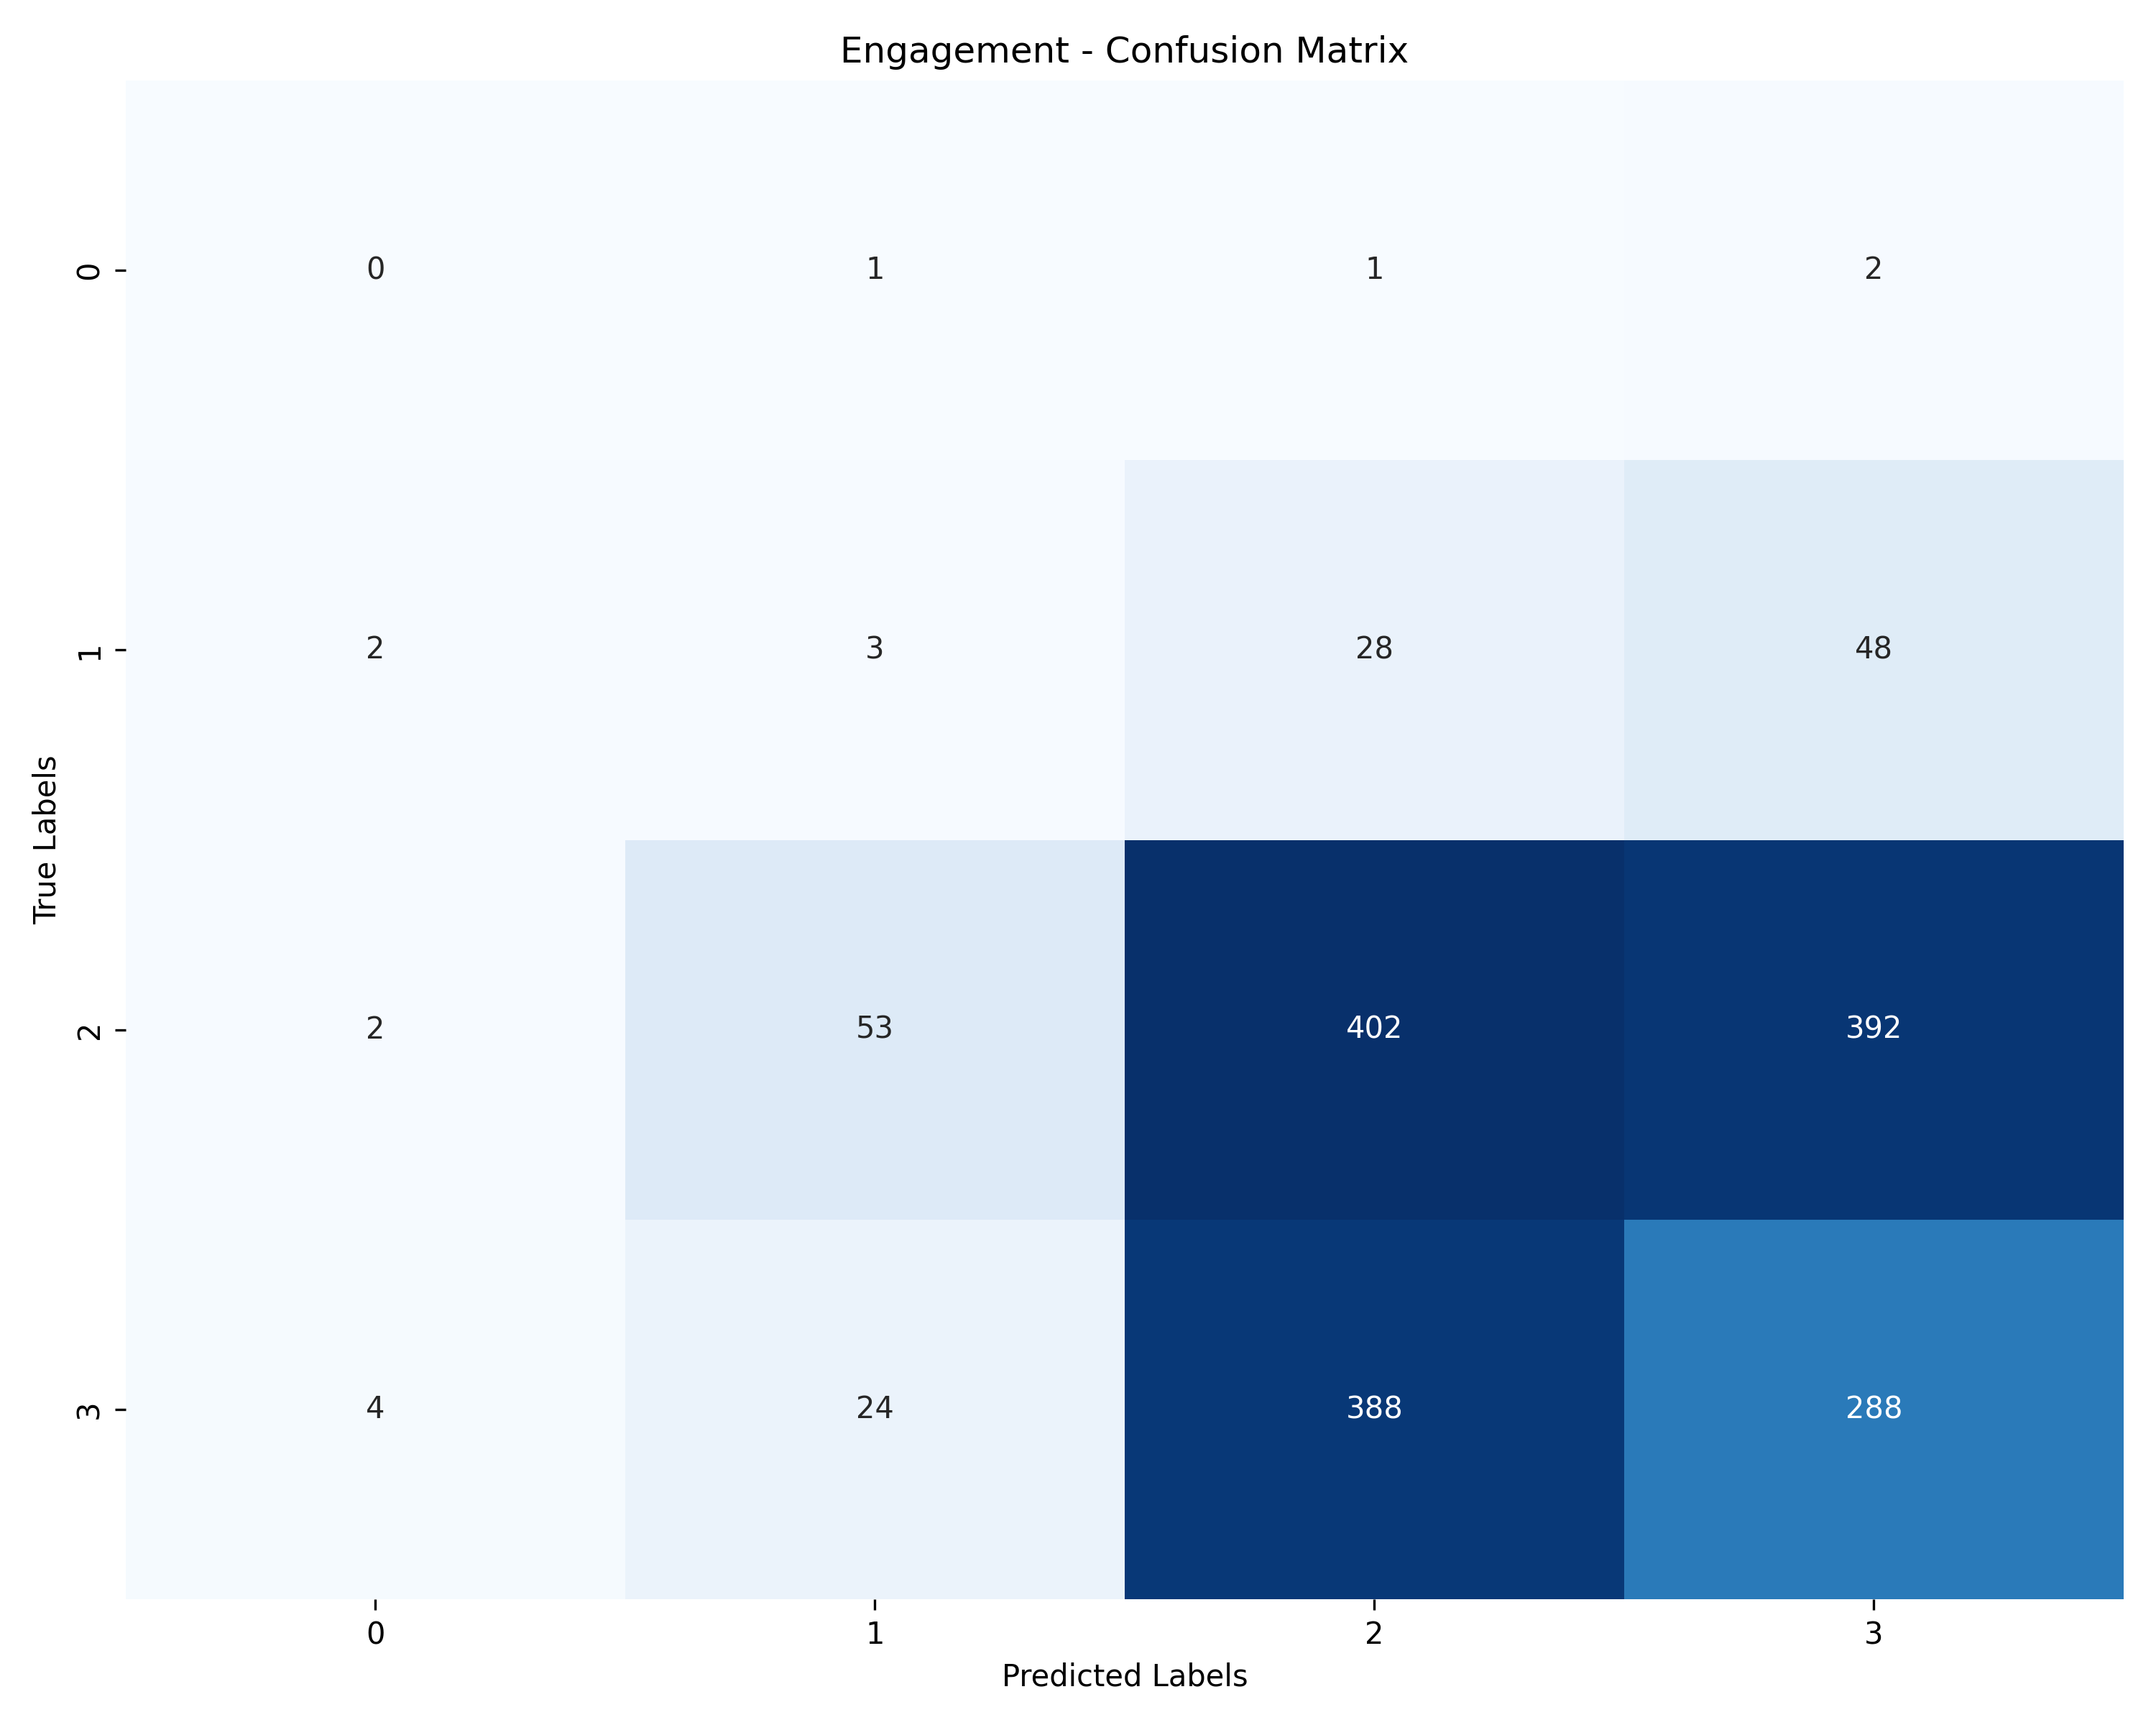 Engagement - Confusion Matrix
True Labels
0 0 1 1 2
1 2 3 28 48
2 2 53 402 392
3 4 24 388 288
0 1 2 3
Predicted Labels